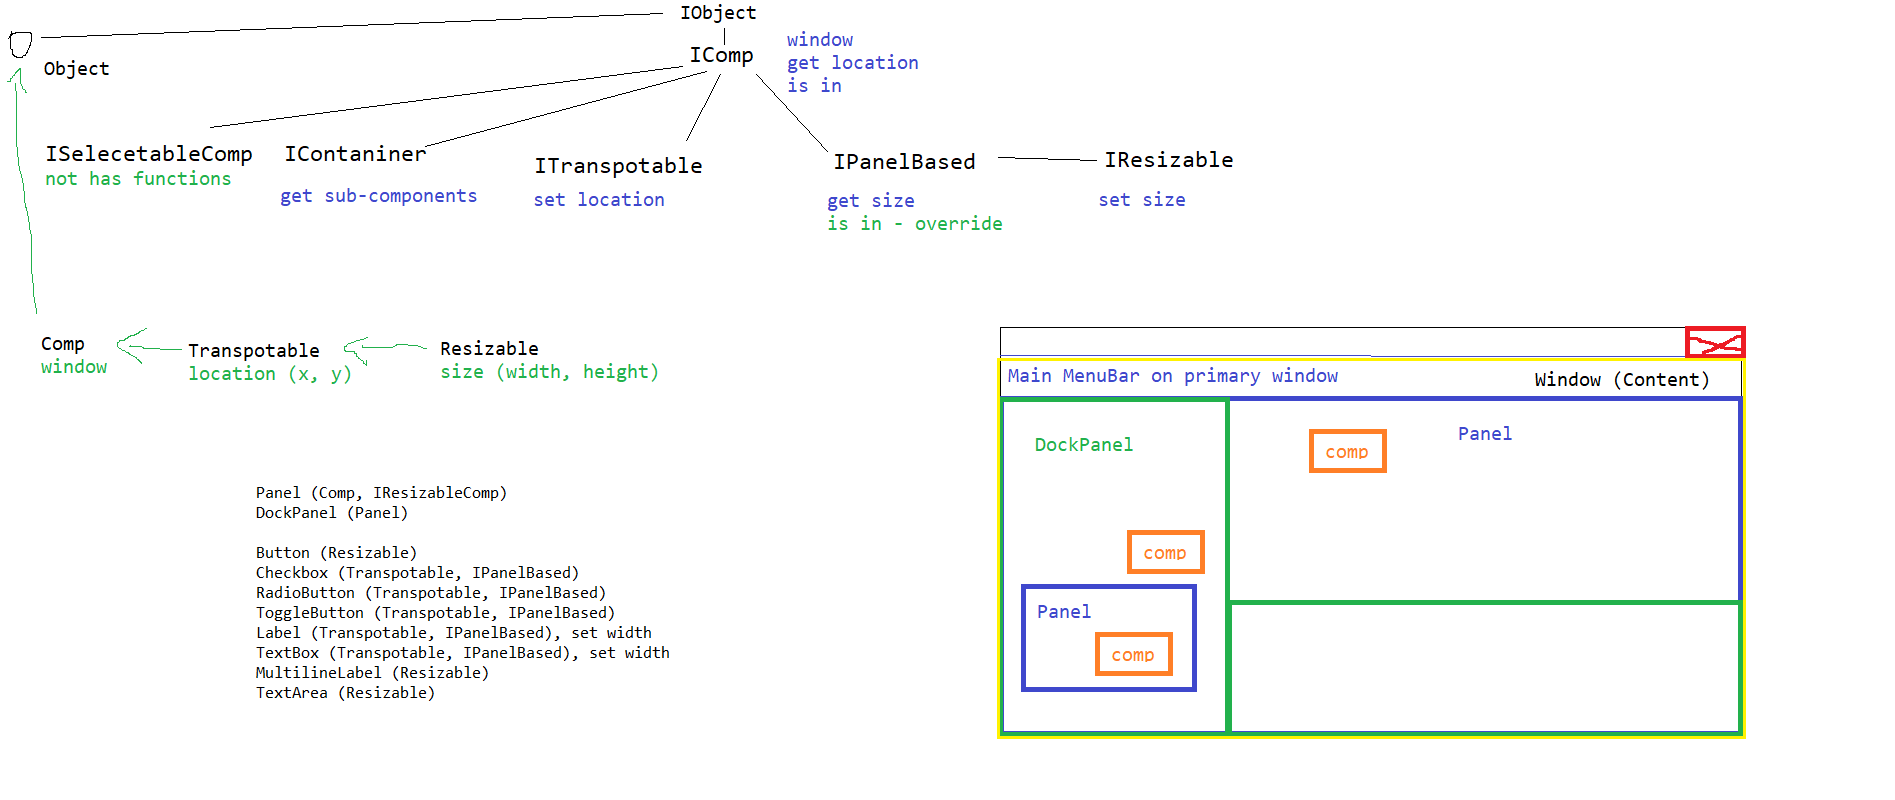 IObject
IComp
window
get location
is in
Object
ISelecetableComp
not has functions
IContaniner
get sub-components
ITranspotable
set location
IPanelBased
get size
is in - override
IResizable
set size
Comp
window
Transpotable
location (x, y)
Resizable
size (width, height)
Panel (Comp, IResizableComp)
DockPanel (Panel)
Button (Resizable)
Checkbox (Transpotable, IPanelBased)
RadioButton (Transpotable, IPanelBased)
ToggleButton (Transpotable, IPanelBased)
Label (Transpotable, IPanelBased), set width
TextBox (Transpotable, IPanelBased), set width
MultilineLabel (Resizable)
TextArea (Resizable)
Main MenuBar on primary window
Window (Content)
DockPanel
Panel
comp
comp
Panel
comp